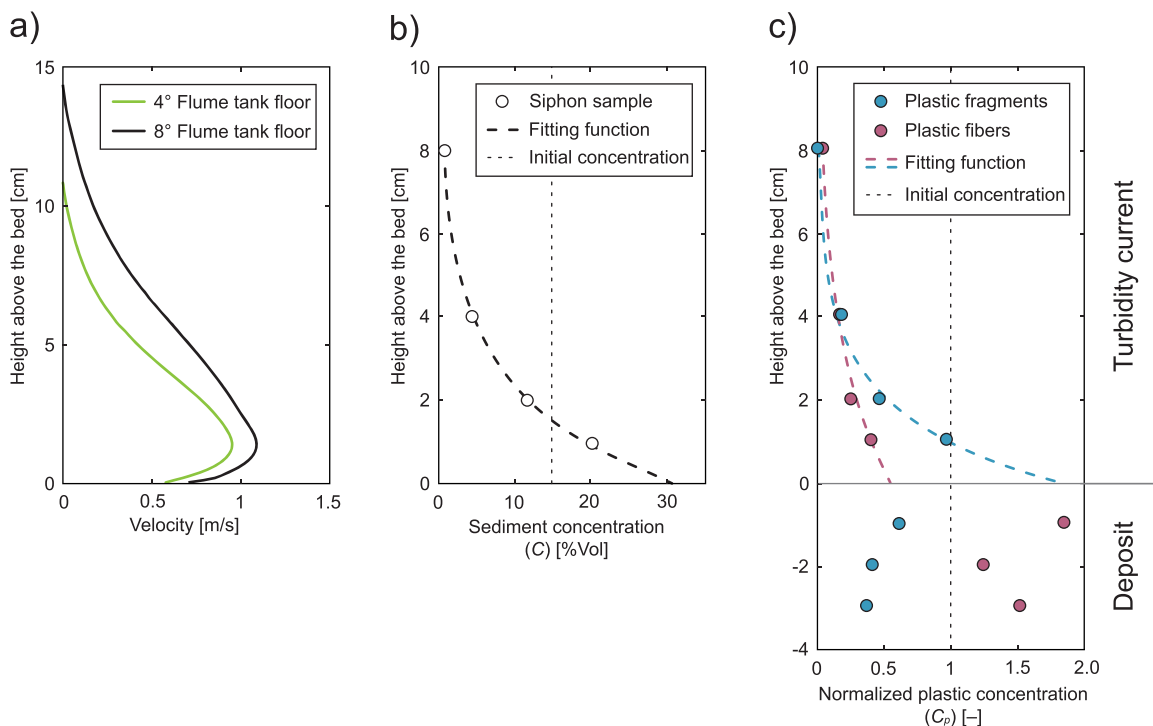 a)
15
10
5
0
Height above the bed [cm]
4° Flume tank floor
8° Flume tank floor
0
0.5
1
1.5
Velocity [m/s]
b)
10
8
6
4
2
0
Height above the bed [cm]
Siphon sample
Fitting function
Initial concentration
0
10
20
30
Sediment concentration
(C) [%Vol]
c)
10
8
6
4
2
0
-2
-4
Height above the bed [cm]
Plastic fragments
Plastic fibers
Fitting function
Initial concentration
0
0.5
1
1.5
2.0
Normalized plastic concentration
(Cₚ) [–]
Turbidity current
Deposit